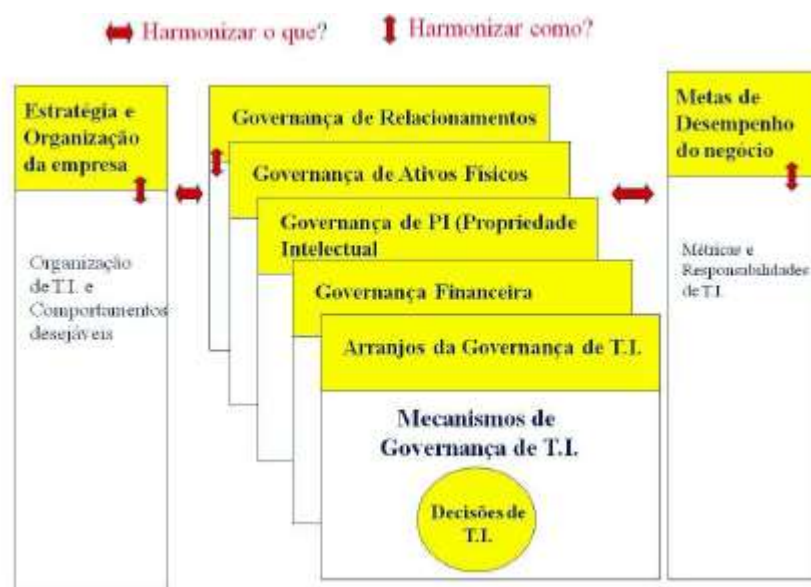 Harmonizar o que?
Harmonizar como?
Estratégia e
Organização
da empresa
Organização
de T.I. e
Comportamentos
desejáveis
Governança de Relacionamentos
Governança de Ativos Físicos
Governança de PI (Propriedade
Intelectual
Governança Financeira
Arranjos da Governança de T.I.
Mecanismos de
Governança de T.I.
Decisões de
T.I.
Metas de
Desempenho
do negócio
Métricas e
Responsabilidades
de T.I.